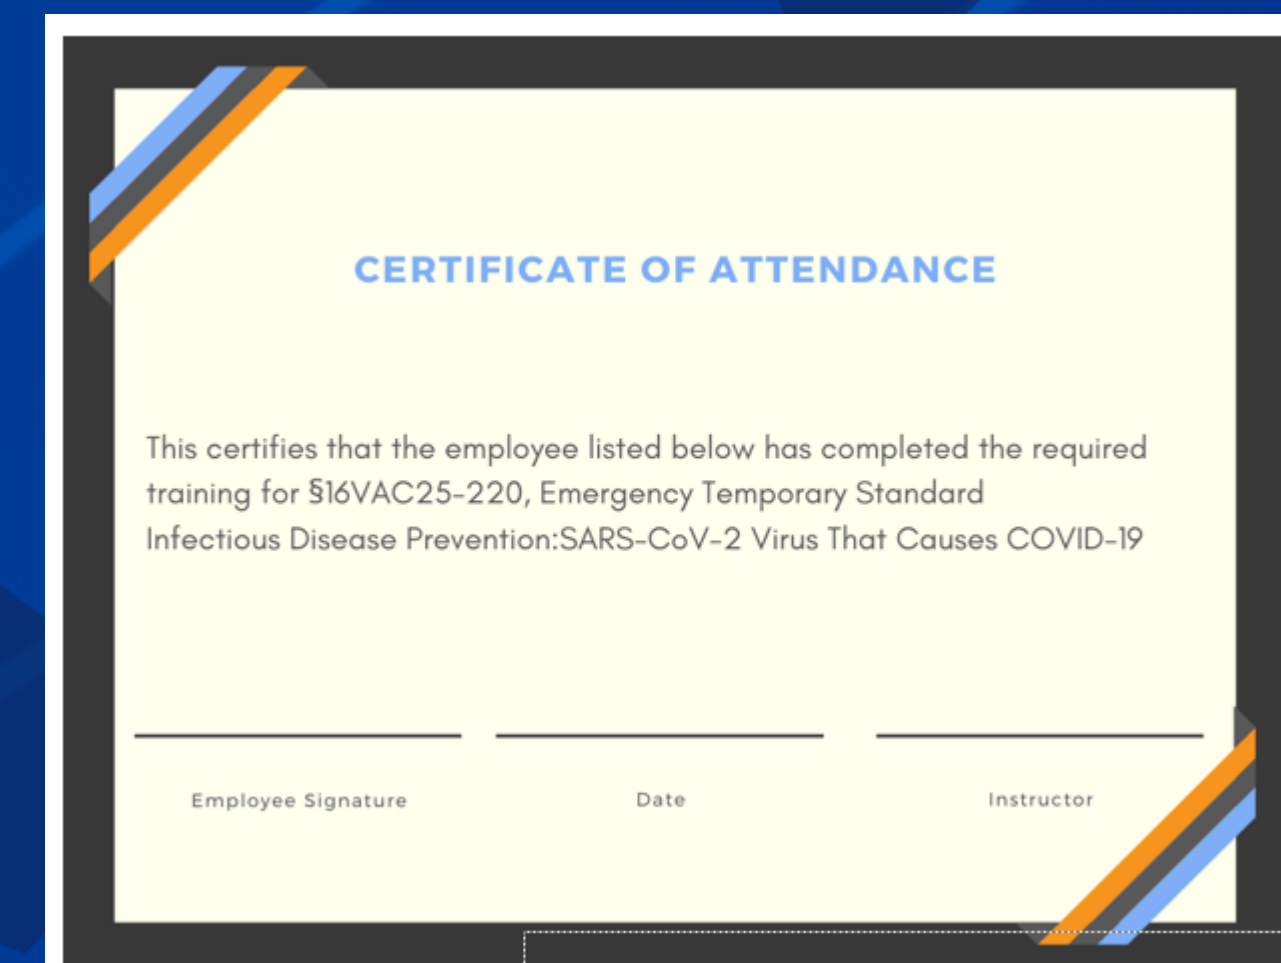 CERTIFICATE OF ATTENDANCE
This certifies that the employee listed below has completed the required
training for §16VAC25-220, Emergency Temporary Standard
Infectious Disease Prevention:SARS-CoV-2 Virus That Causes COVID-19
Employee Signature
Date
Instructor